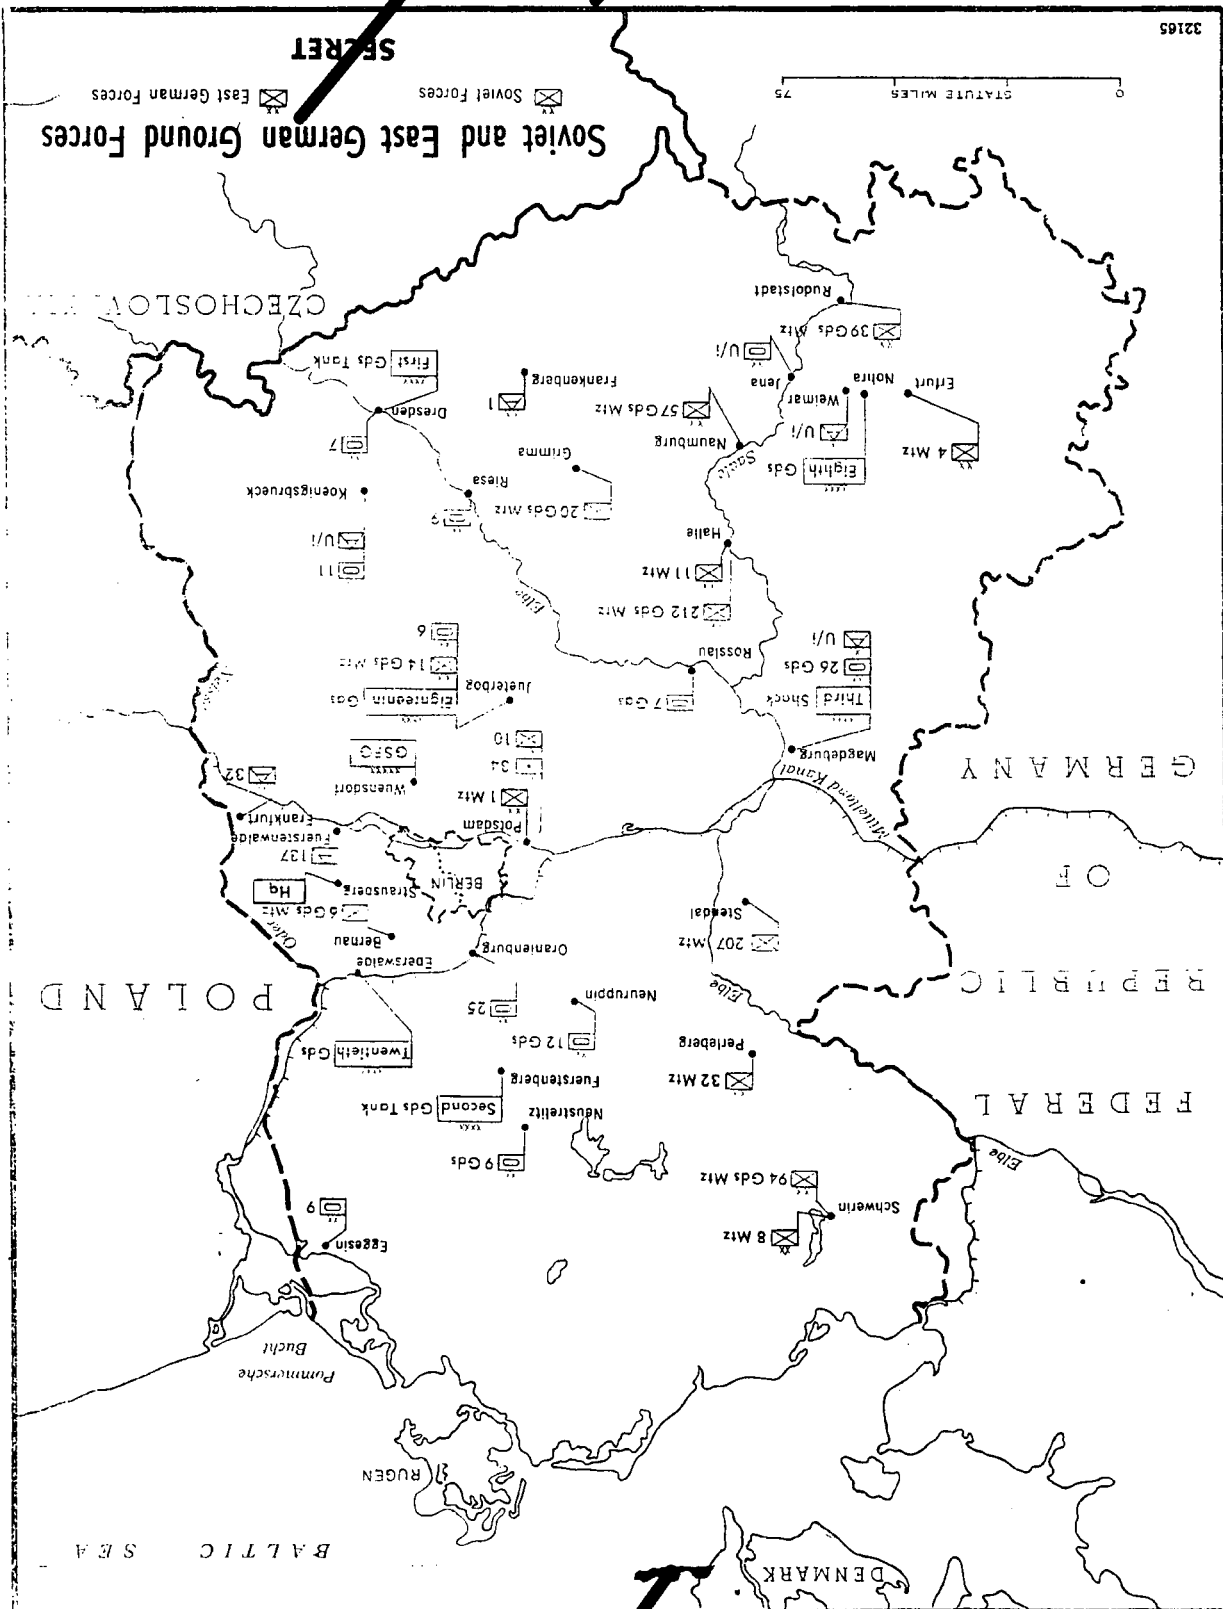 BALTIC SEA
DENMARK
RUGEN
Pommersche
Bucht
Schwerin
8 Mtz
94 Gds Mtz
Eggesin
9
Elbe
9 Gds
Neustrelitz
Second Gds Tank
Fuerstenberg
32 Mtz
Perleberg
12 Gds
Neuruppin
Twentieth Gds
25
Oranienburg
Eberswalde
Elbe
FEDERAL
REPUBLIC
OF
GERMANY
POLAND
207 Mtz
Stendal
Bernau
6 Gds Mtz
Oder
Hq
Strausberg
BERLIN
137
Fuerstenwalde
Frankfurt
32
Potsdam
1 Mtz
34
10
Wuensdorf
GSFG
Mittelland Kanal
Magdeburg
Third Shock
26 Gds
U/i
7 Gds
Rosslau
Jueterbog
Eighteenth Gds
14 Gds Mtz
6
Elbe
212 Gds Mtz
11 Mtz
Halle
11
U/i
Koenigsbrueck
20 Gds Mtz
Grimma
9
Riesa
7
Dresden
First Gds Tank
Saale
Naumburg
57 Gds Mtz
4 Mtz
Erfurt
Eighth Gds
Nohra
U/i
Weimar
Jena
U/i
1
Frankenberg
39 Gds Mtz
Rudolstadt
CZECHOSLOV
Soviet and East German Ground Forces
Soviet Forces
East German Forces
0 STATUTE MILES 75
SECRET
32165